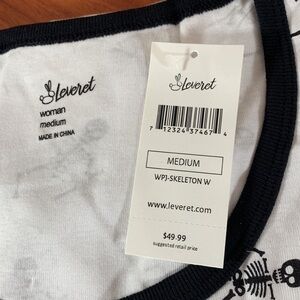 Leveret
woman
medium
MADE IN CHINA
Leveret
7 12324 37467 4
MEDIUM
WPJ-SKELETON W
www.leveret.com
$49.99
suggested retail price